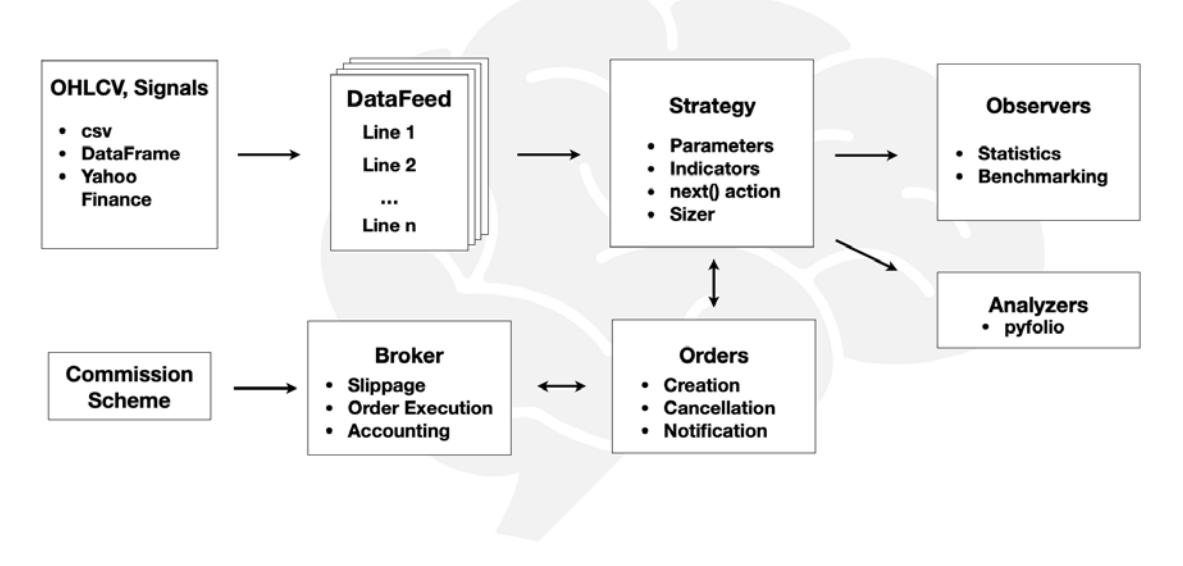 OHLCV, Signals
• csv
• DataFrame
• Yahoo
Finance
DataFeed
Line 1
Line 2
...
Line n
Strategy
• Parameters
• Indicators
• next() action
• Sizer
Observers
• Statistics
• Benchmarking
Analyzers
• pyfolio
Commission
Scheme
Broker
• Slippage
• Order Execution
• Accounting
Orders
• Creation
• Cancellation
• Notification